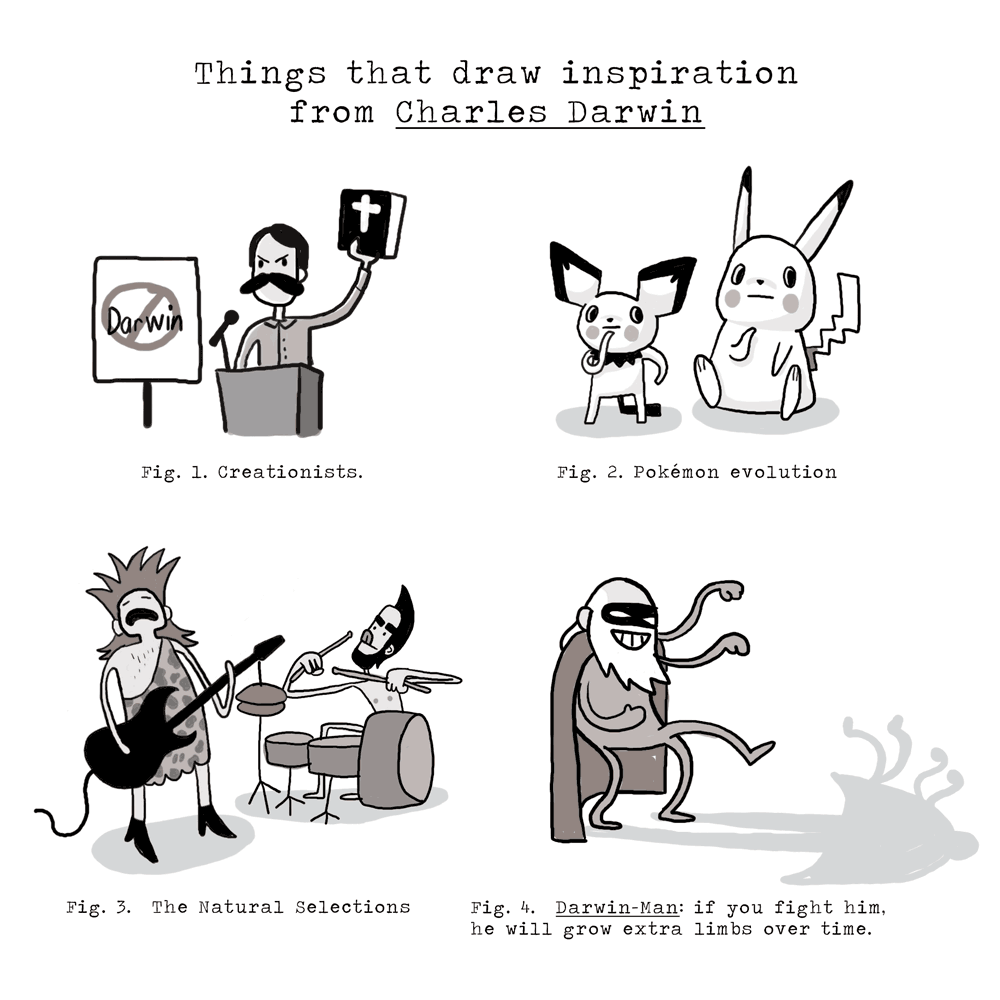 Things that draw inspiration
from Charles Darwin
Darwin
Fig. 1. Creationists.
Fig. 2. Pokémon evolution
Fig. 3. The Natural Selections
Fig. 4. Darwin-Man: if you fight him,
he will grow extra limbs over time.